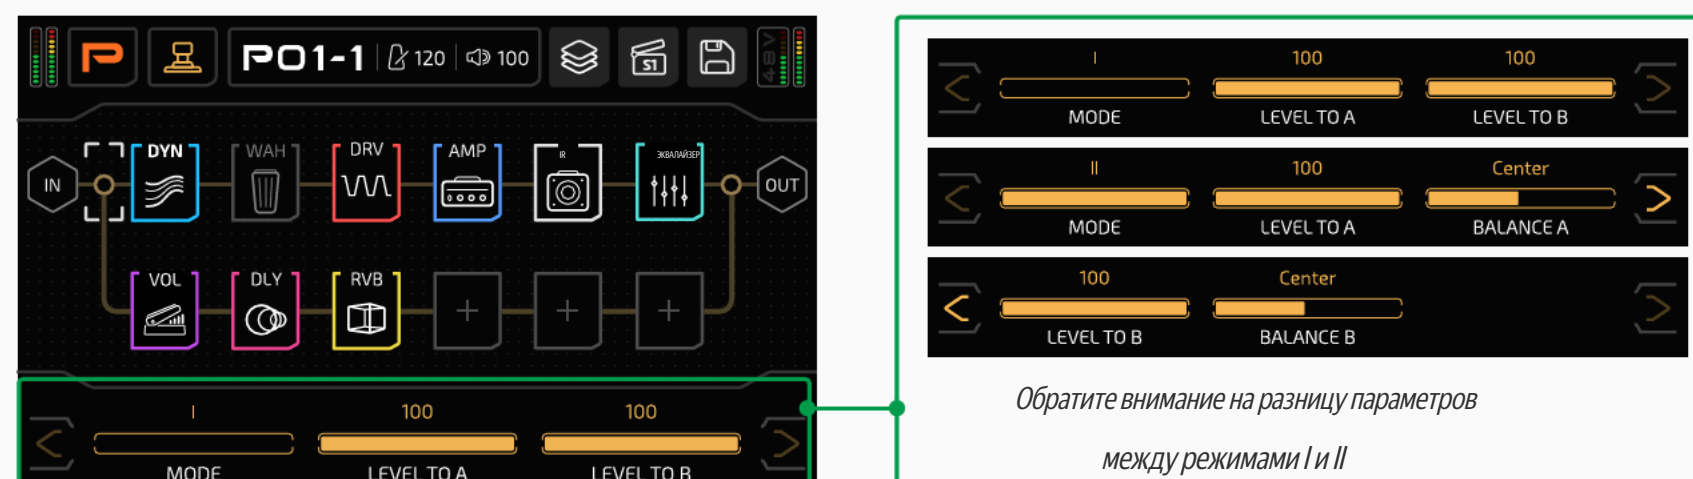 P01-1 120 100 S1 48V
DYN WAH DRV AMP IR ЭКВАЛАЙЗЕР
IN OUT
VOL DLY RVB
I 100 100
MODE LEVEL TO A LEVEL TO B
I 100 100
MODE LEVEL TO A LEVEL TO B
II 100 Center
MODE LEVEL TO A BALANCE A
100 Center
LEVEL TO B BALANCE B
Обратите внимание на разницу параметров
между режимами I и II